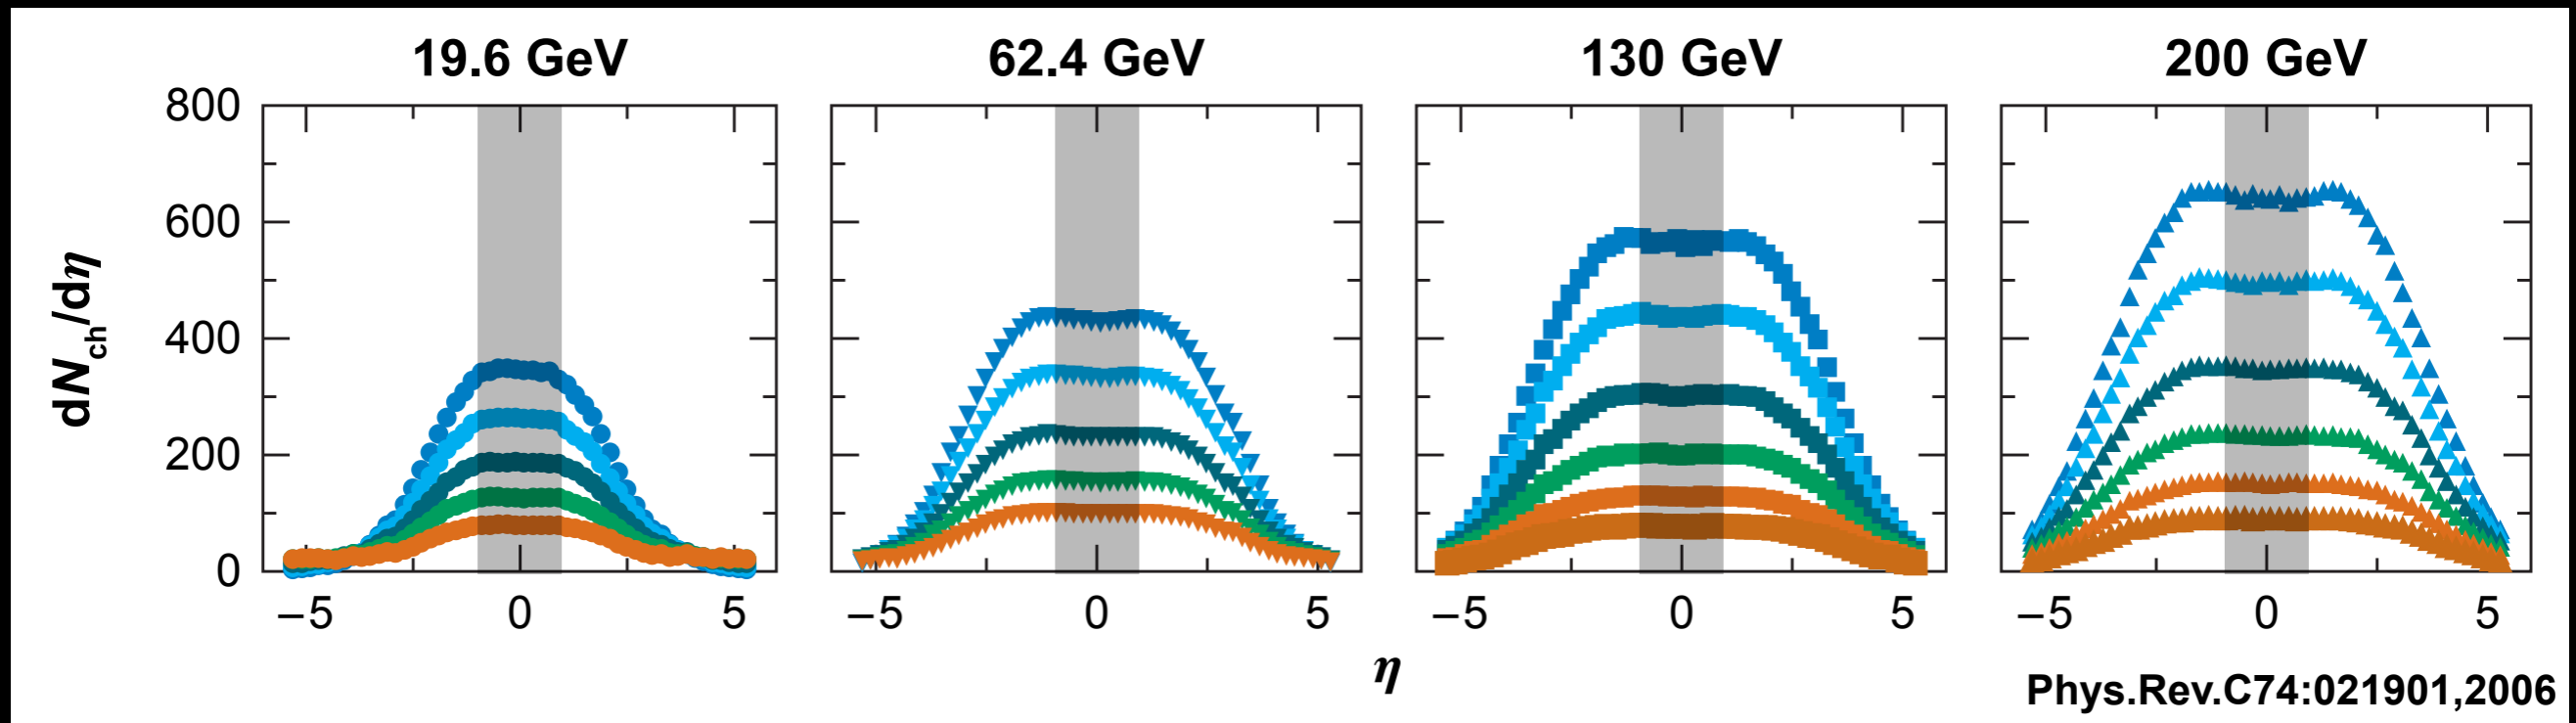 19.6 GeV 62.4 GeV 130 GeV 200 GeV
dNch/dη
800
600
400
200
0
−5 0 5 −5 0 5 −5 0 5 −5 0 5
η
Phys.Rev.C74:021901,2006